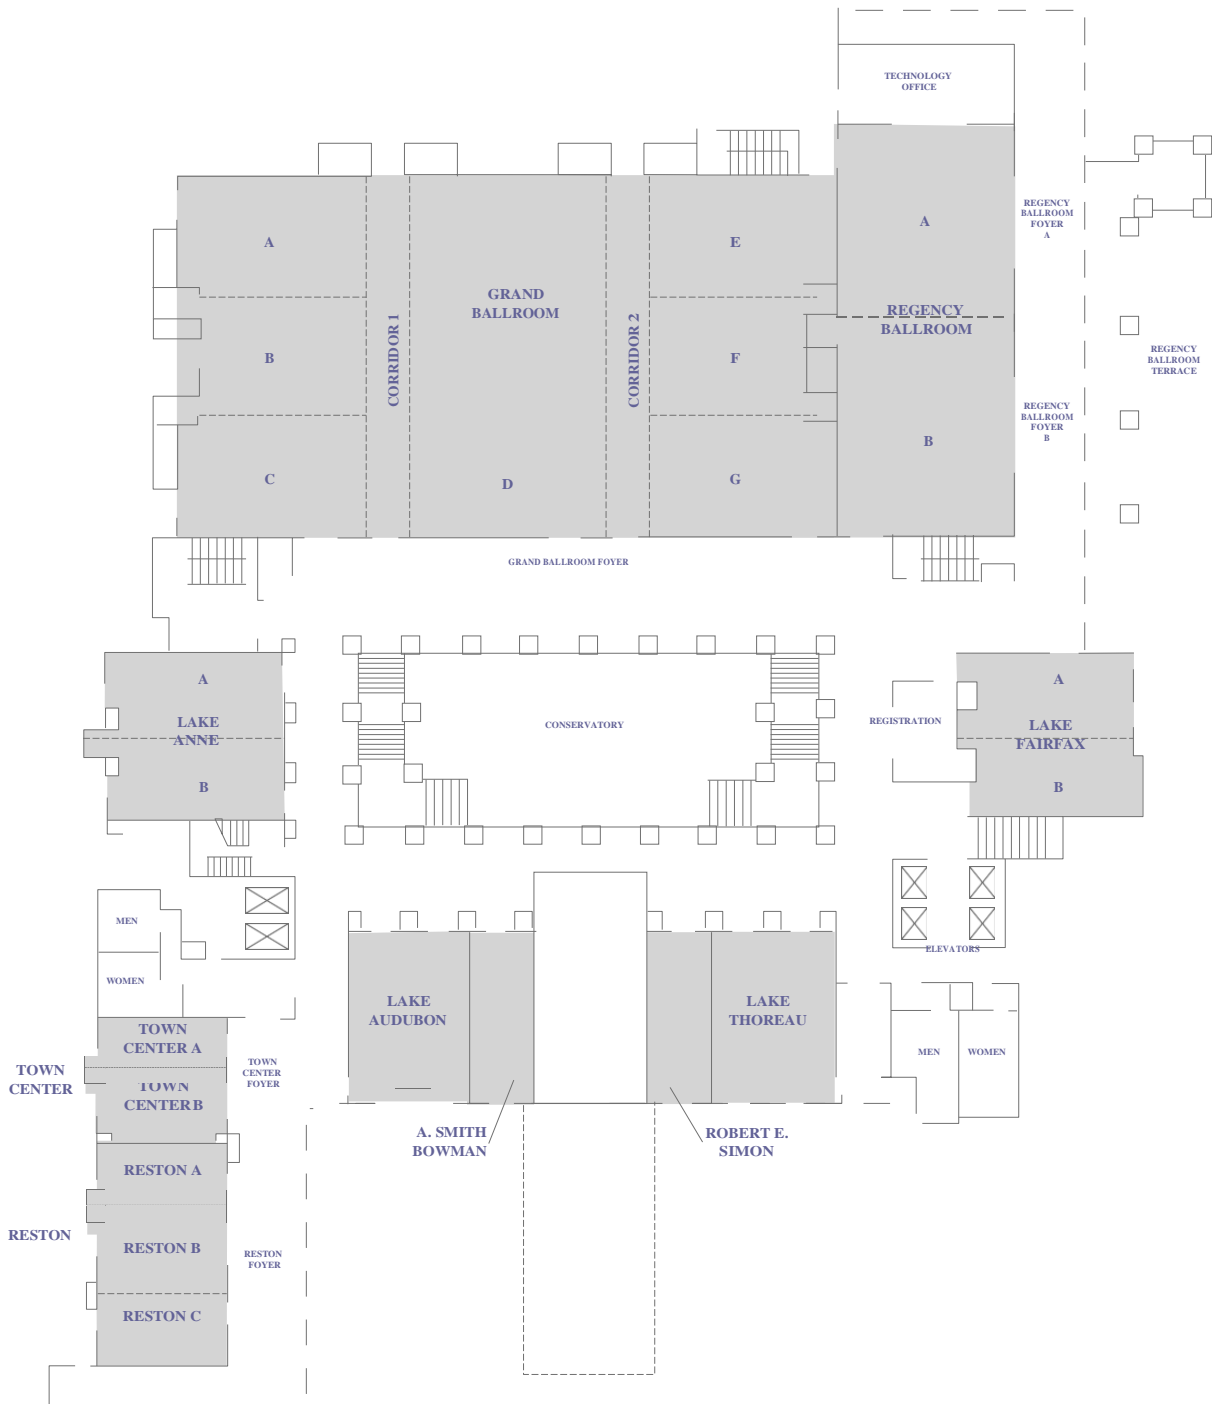 TECHNOLOGY
OFFICE
A
E
A
REGENCY
BALLROOM
FOYER
A
GRAND
BALLROOM
REGENCY
BALLROOM
CORRIDOR 1
CORRIDOR 2
B
F
REGENCY
BALLROOM
TERRACE
REGENCY
BALLROOM
FOYER
B
C
D
G
B
GRAND BALLROOM FOYER
A
LAKE
ANNE
B
CONSERVATORY
REGISTRATION
A
LAKE
FAIRFAX
B
MEN
WOMEN
ELEVATORS
LAKE
AUDUBON
LAKE
THOREAU
MEN
WOMEN
TOWN
CENTER A
TOWN
CENTER
TOWN
CENTER B
TOWN
CENTER
FOYER
A. SMITH
BOWMAN
ROBERT E.
SIMON
RESTON A
RESTON
RESTON B
RESTON
FOYER
RESTON C